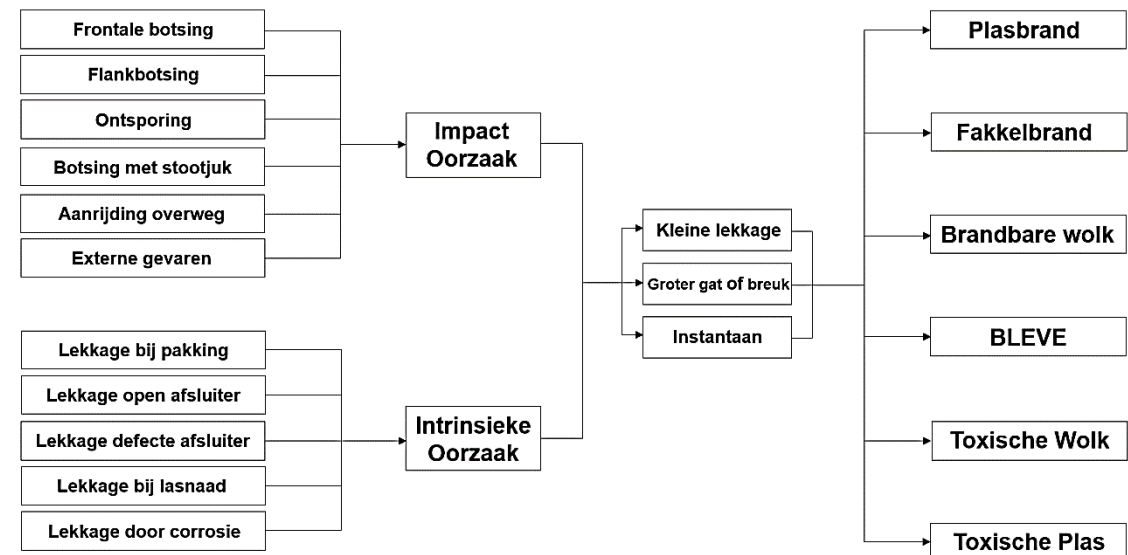 Frontale botsing
Flankbotsing
Ontsporing
Botsing met stootjuk
Aanrijding overweg
Externe gevaren
Lekkage bij pakking
Lekkage open afsluiter
Lekkage defecte afsluiter
Lekkage bij lasnaad
Lekkage door corrosie
Impact
Oorzaak
Intrinsieke
Oorzaak
Kleine lekkage
Groter gat of breuk
Instantaan
Plasbrand
Fakkelbrand
Brandbare wolk
BLEVE
Toxische Wolk
Toxische Plas